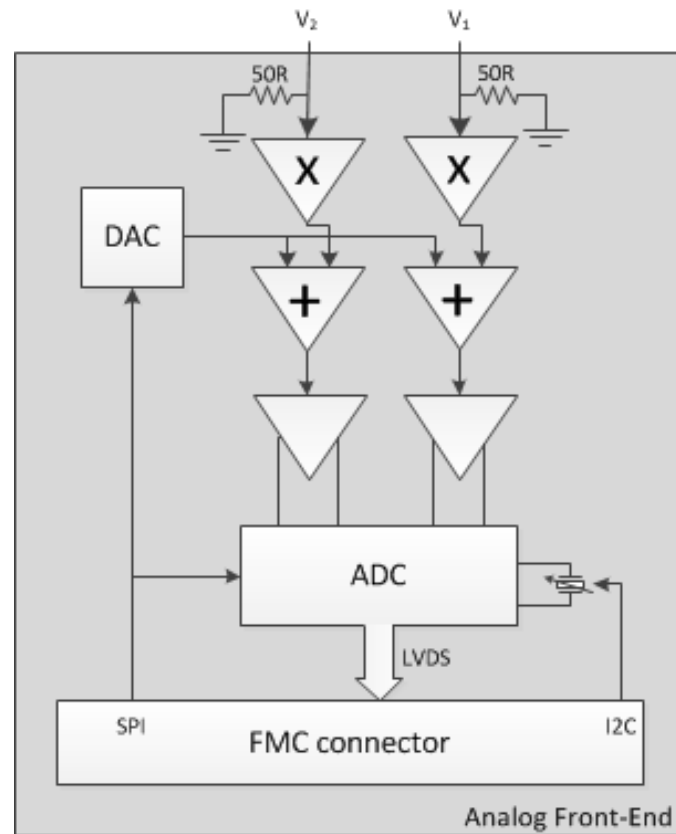 V2 V1
50R 50R
X X
DAC
+ +
ADC
LVDS
SPI I2C
FMC connector
Analog Front-End